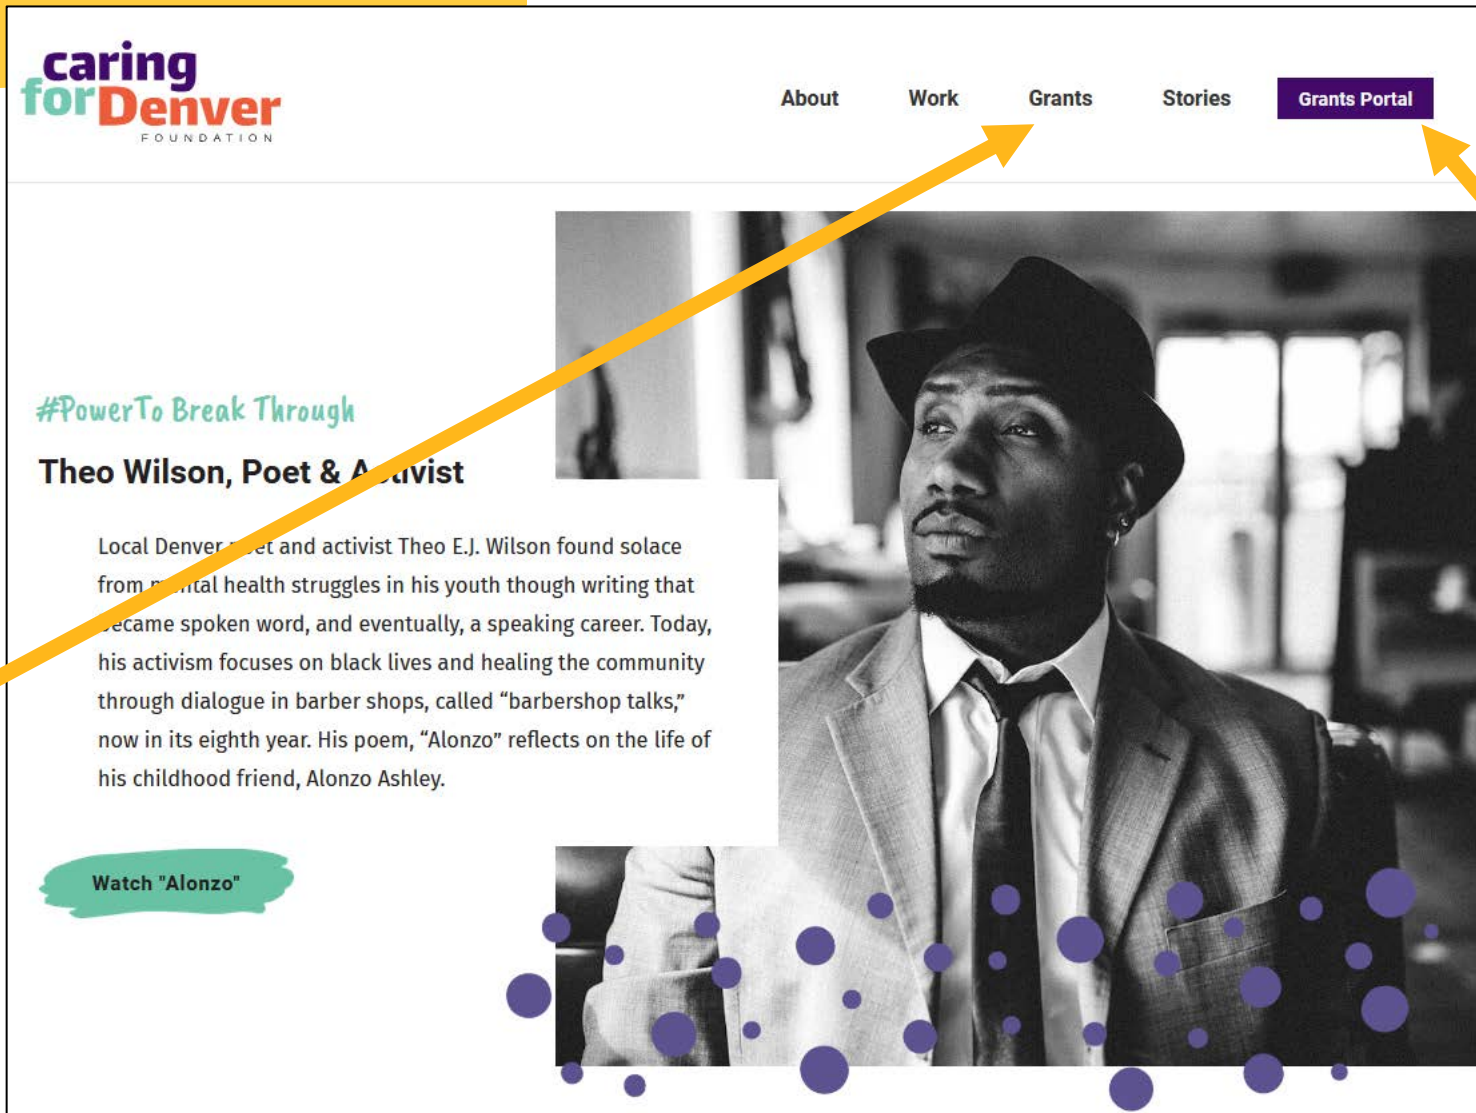 caring
forDenver
FOUNDATION
About Work Grants Stories Grants Portal
#PowerTo Break Through
Theo Wilson, Poet & Activist
Local Denver poet and activist Theo E.J. Wilson found solace
from mental health struggles in his youth though writing that
became spoken word, and eventually, a speaking career. Today,
his activism focuses on black lives and healing the community
through dialogue in barber shops, called “barbershop talks,”
now in its eighth year. His poem, “Alonzo” reflects on the life of
his childhood friend, Alonzo Ashley.
Watch "Alonzo"